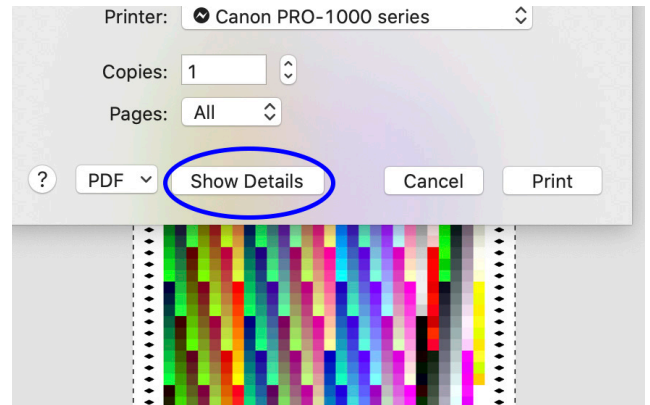 Printer: Canon PRO-1000 series
Copies: 1
Pages: All
? PDF Show Details Cancel Print